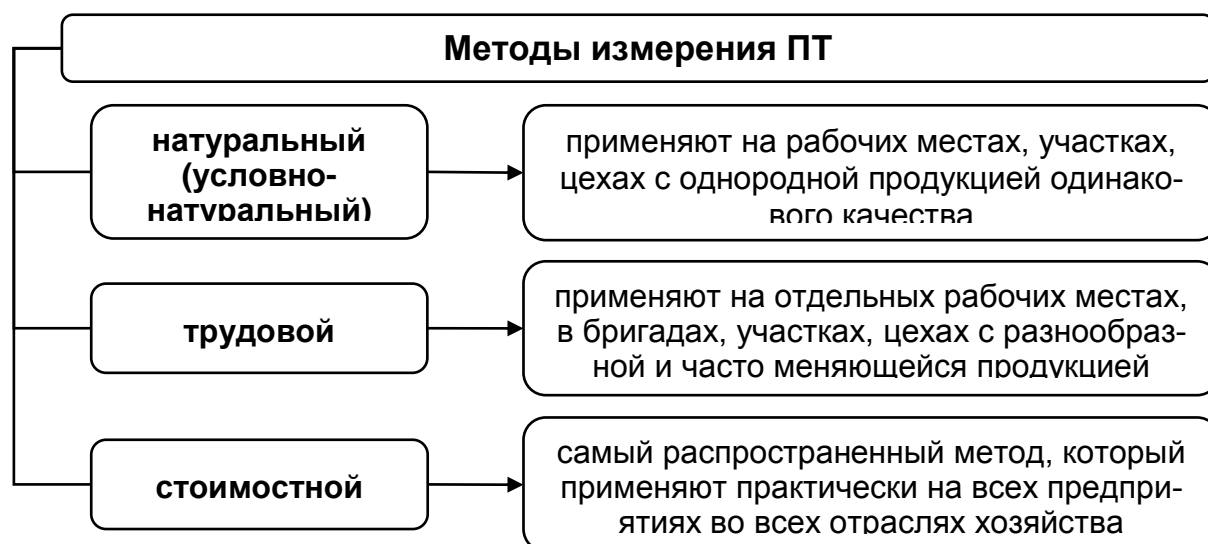 Методы измерения ПТ
натуральный
(условно-
натуральный)
применяют на рабочих местах, участках,
цехах с однородной продукцией одинако-
вого качества
трудовой
применяют на отдельных рабочих местах,
в бригадах, участках, цехах с разнообраз-
ной и часто меняющейся продукцией
стоимостной
самый распространенный метод, который
применяют практически на всех предпри-
ятиях во всех отраслях хозяйства